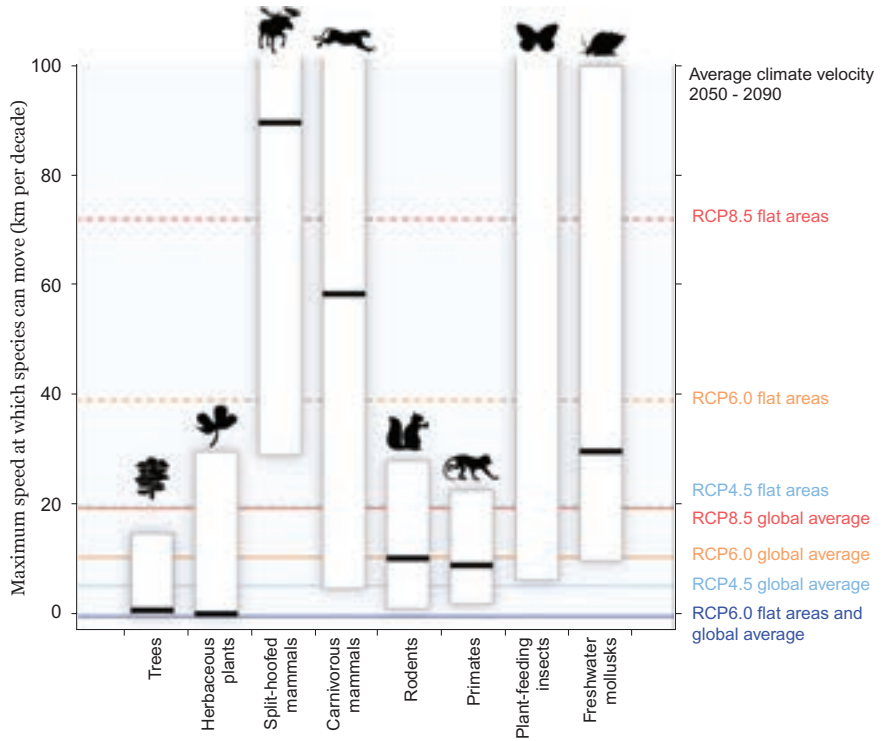 Maximum speed at which species can move (km per decade)
100
80
60
40
20
0
Average climate velocity
2050 - 2090
RCP8.5 flat areas
RCP6.0 flat areas
RCP4.5 flat areas
RCP8.5 global average
RCP6.0 global average
RCP4.5 global average
RCP6.0 flat areas and
global average
Trees
Herbaceous
plants
Split-hoofed
mammals
Carnivorous
mammals
Rodents
Primates
Plant-feeding
insects
Freshwater
mollusks